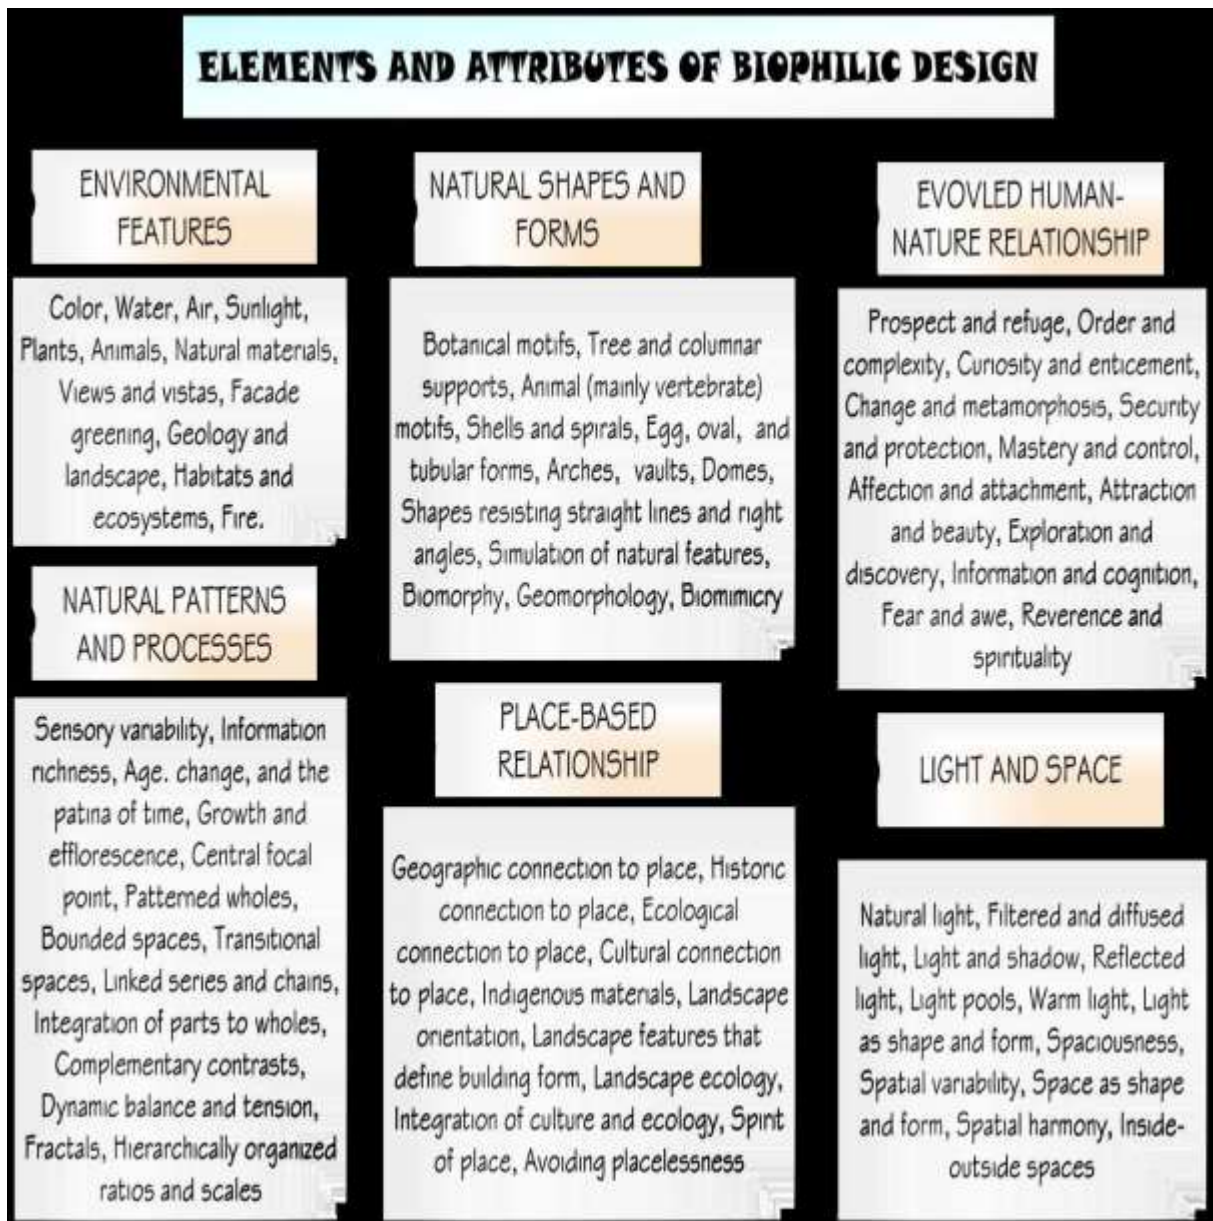 ELEMENTS AND ATTRIBUTES OF BIOPHILIC DESIGN
ENVIRONMENTAL
FEATURES
Color, Water, Air, Sunlight,
Plants, Animals, Natural materials,
Views and vistas, Facade
greening, Geology and
landscape, Habitats and
ecosystems, Fire.
NATURAL PATTERNS
AND PROCESSES
Sensory variability, Information
richness, Age. change, and the
patina of time, Growth and
efflorescence, Central focal
point, Patterned wholes,
Bounded spaces, Transitional
spaces, Linked series and chains,
Integration of parts to wholes,
Complementary contrasts,
Dynamic balance and tension,
Fractals, Hierarchically organized
ratios and scales
NATURAL SHAPES AND
FORMS
Botanical motifs, Tree and columnar
supports, Animal (mainly vertebrate)
motifs, Shells and spirals, Egg, oval, and
tubular forms, Arches, vaults, Domes,
Shapes resisting straight lines and right
angles, Simulation of natural features,
Biomorphy, Geomorphology, Biomimicry
PLACE-BASED
RELATIONSHIP
Geographic connection to place, Historic
connection to place, Ecological
connection to place, Cultural connection
to place, Indigenous materials, Landscape
orientation, Landscape features that
define building form, Landscape ecology,
Integration of culture and ecology, Spirit
of place, Avoiding placelessness
EVOVLED HUMAN-
NATURE RELATIONSHIP
Prospect and refuge, Order and
complexity, Curiosity and enticement,
Change and metamorphosis, Security
and protection, Mastery and control,
Affection and attachment, Attraction
and beauty, Exploration and
discovery, Information and cognition,
Fear and awe, Reverence and
spirituality
LIGHT AND SPACE
Natural light, Filtered and diffused
light, Light and shadow, Reflected
light, Light pools, Warm light, Light
as shape and form, Spaciousness,
Spatial variability, Space as shape
and form, Spatial harmony, Inside-
outside spaces